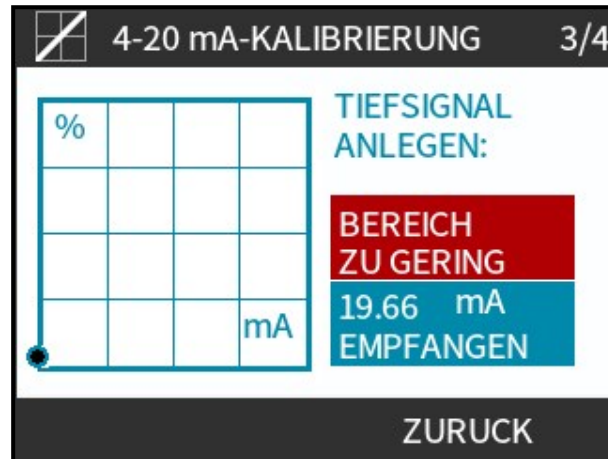 4-20 mA-KALIBRIERUNG 3/4
%
mA
TIEFSIGNAL
ANLEGEN:
BEREICH
ZU GERING
19.66 mA
EMPFANGEN
ZURUCK